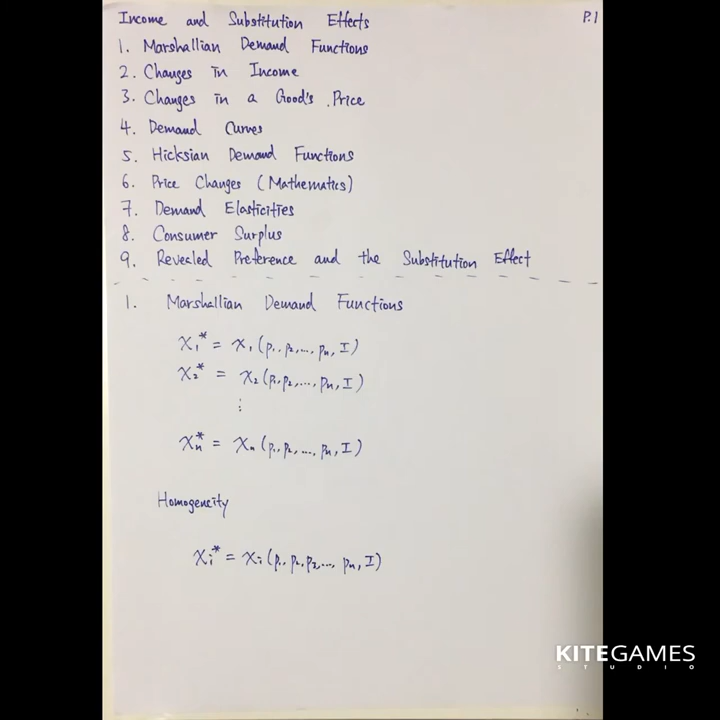 Income and Substitution Effects
P.1
1. Marshallian Demand Functions
2. Changes in Income
3. Changes in a Good's Price
4. Demand Curves
5. Hicksian Demand Functions
6. Price Changes (Mathematics)
7. Demand Elasticities
8. Consumer Surplus
9. Revealed Preference and the Substitution Effect
1. Marshallian Demand Functions
x₁* = x₁(p₁, p₂, ..., pₙ, I)
x₂* = x₂(p₁, p₂, ..., pₙ, I)
⋮
xₙ* = xₙ(p₁, p₂, ..., pₙ, I)
Homogeneity
xᵢ* = xᵢ(p₁, p₂, p₃, ..., pₙ, I)
KITEGAMES
STUDIO